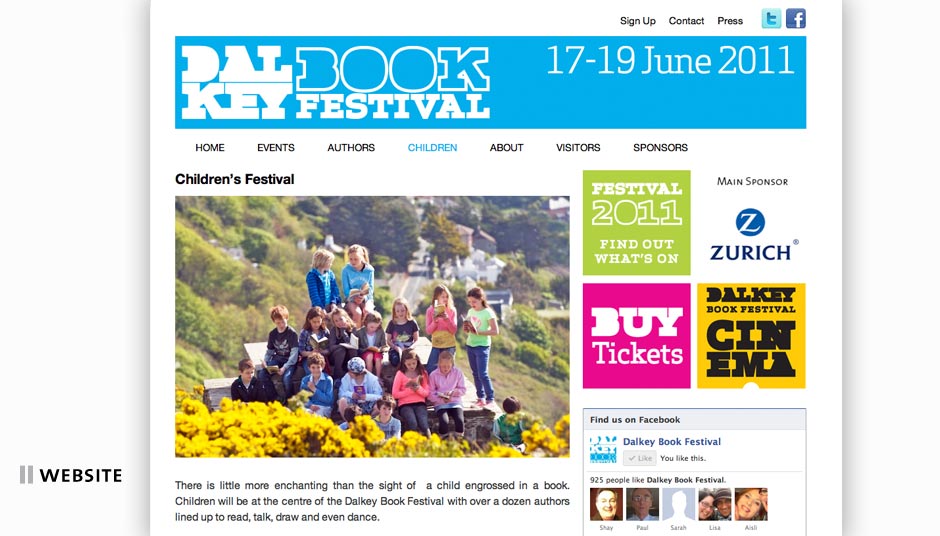 Sign Up Contact Press
DALKEY BOOK FESTIVAL
17-19 June 2011
HOME EVENTS AUTHORS CHILDREN ABOUT VISITORS SPONSORS
Children's Festival
FESTIVAL
2011
FIND OUT
WHAT'S ON
MAIN SPONSOR
Z
ZURICH®
BUY
Tickets
DALKEY
BOOK FESTIVAL
CIN
EMA
There is little more enchanting than the sight of a child engrossed in a book.
Children will be at the centre of the Dalkey Book Festival with over a dozen authors
lined up to read, talk, draw and even dance.
Find us on Facebook
Dalkey Book Festival
Like You like this.
925 people like Dalkey Book Festival.
Shay Paul Sarah Lisa Aisli
WEBSITE